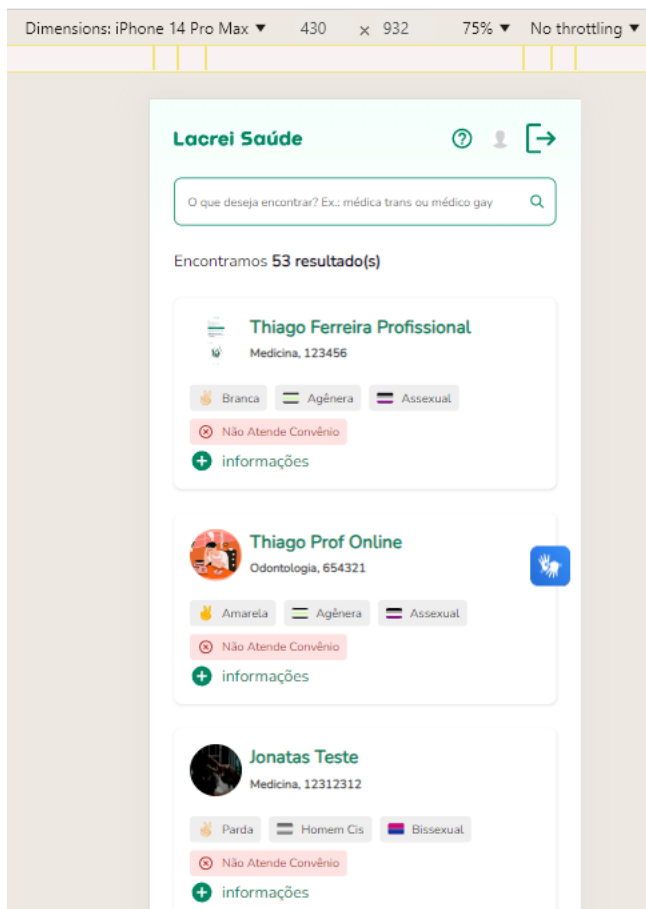 Dimensions: iPhone 14 Pro Max ▼ 430 × 932 75% ▼ No throttling ▼
Lacrei Saúde
O que deseja encontrar? Ex.: médica trans ou médico gay
Encontramos 53 resultado(s)
Thiago Ferreira Profissional
Medicina, 123456
Branca Agênera Assexual
Não Atende Convênio
informações
Thiago Prof Online
Odontologia, 654321
Amarela Agênera Assexual
Não Atende Convênio
informações
Jonatas Teste
Medicina, 12312312
Parda Homem Cis Bissexual
Não Atende Convênio
informações